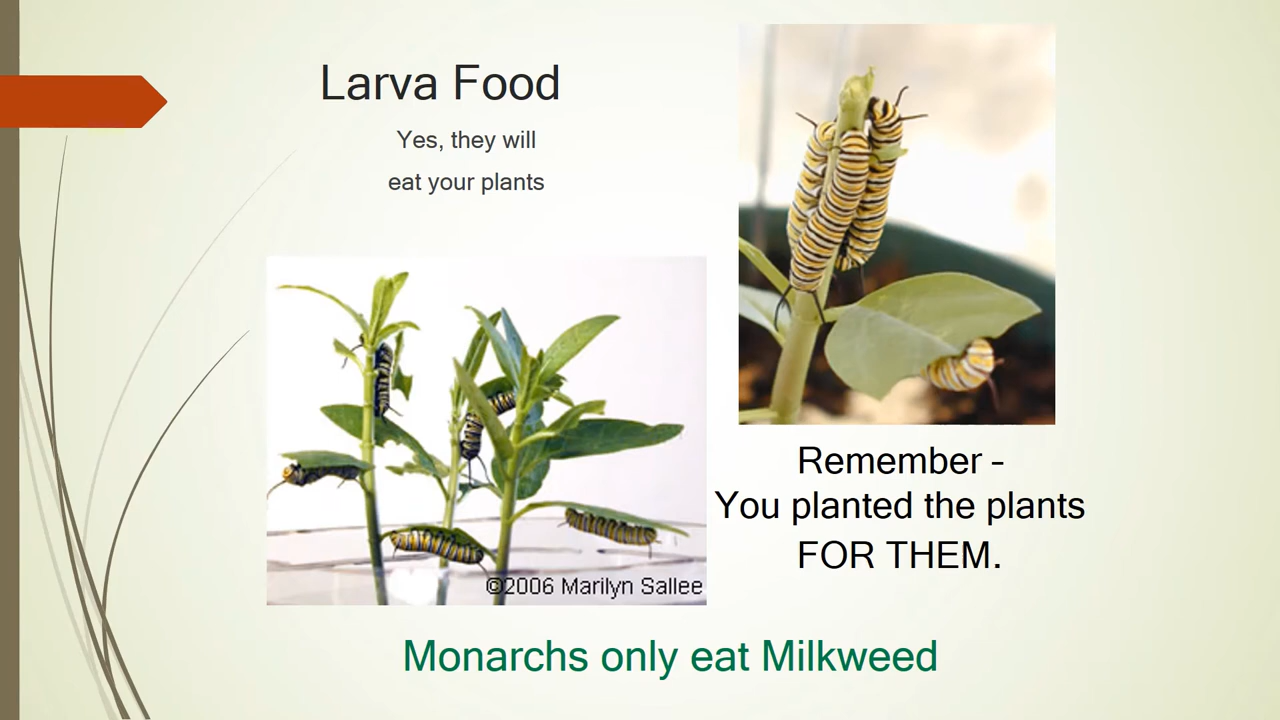 Larva Food
Yes, they will
eat your plants
©2006 Marilyn Sallee
Remember –
You planted the plants
FOR THEM.
Monarchs only eat Milkweed